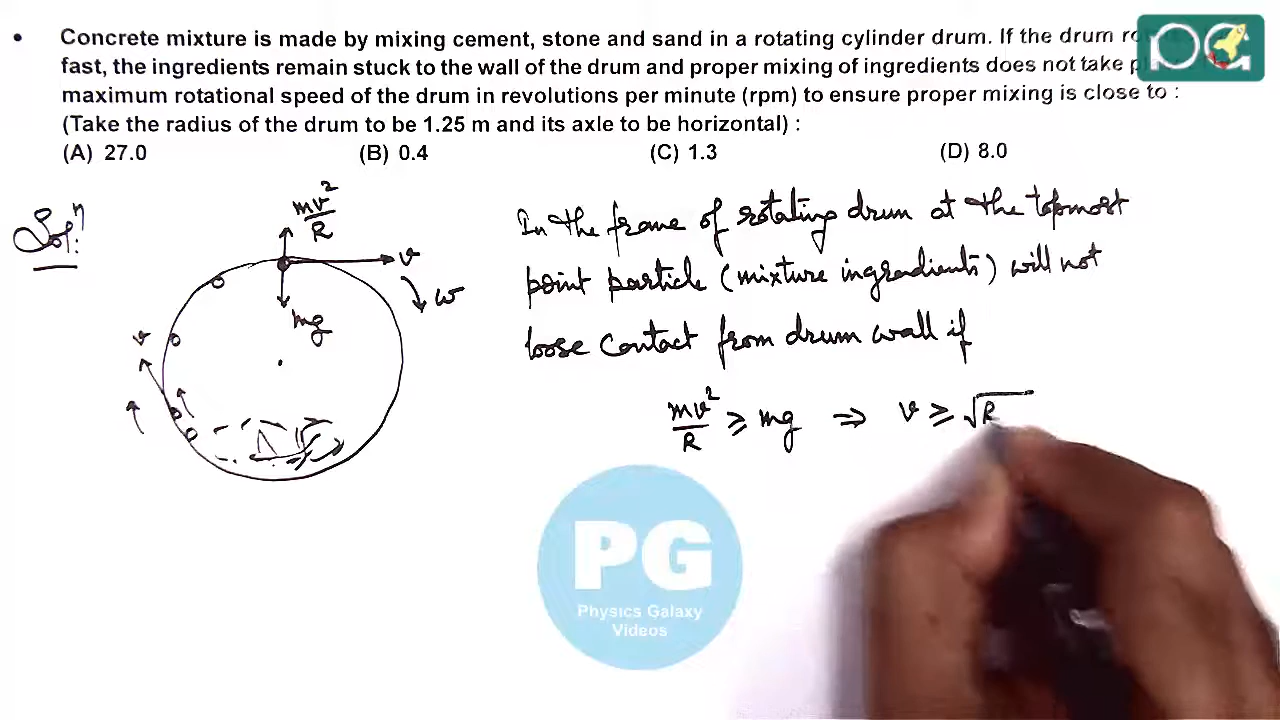 • Concrete mixture is made by mixing cement, stone and sand in a rotating cylinder drum. If the drum ro
fast, the ingredients remain stuck to the wall of the drum and proper mixing of ingredients does not take p
maximum rotational speed of the drum in revolutions per minute (rpm) to ensure proper mixing is close to :
(Take the radius of the drum to be 1.25 m and its axle to be horizontal) :
(A) 27.0 (B) 0.4 (C) 1.3 (D) 8.0
Solⁿ:
mv²/R
v
ω
mg
v
In the frame of rotating drum at the topmost
point particle (mixture ingredients) will not
loose contact from drum wall if
mv²/R ≥ mg ⇒ v ≥ √R
PG
Physics Galaxy
Videos